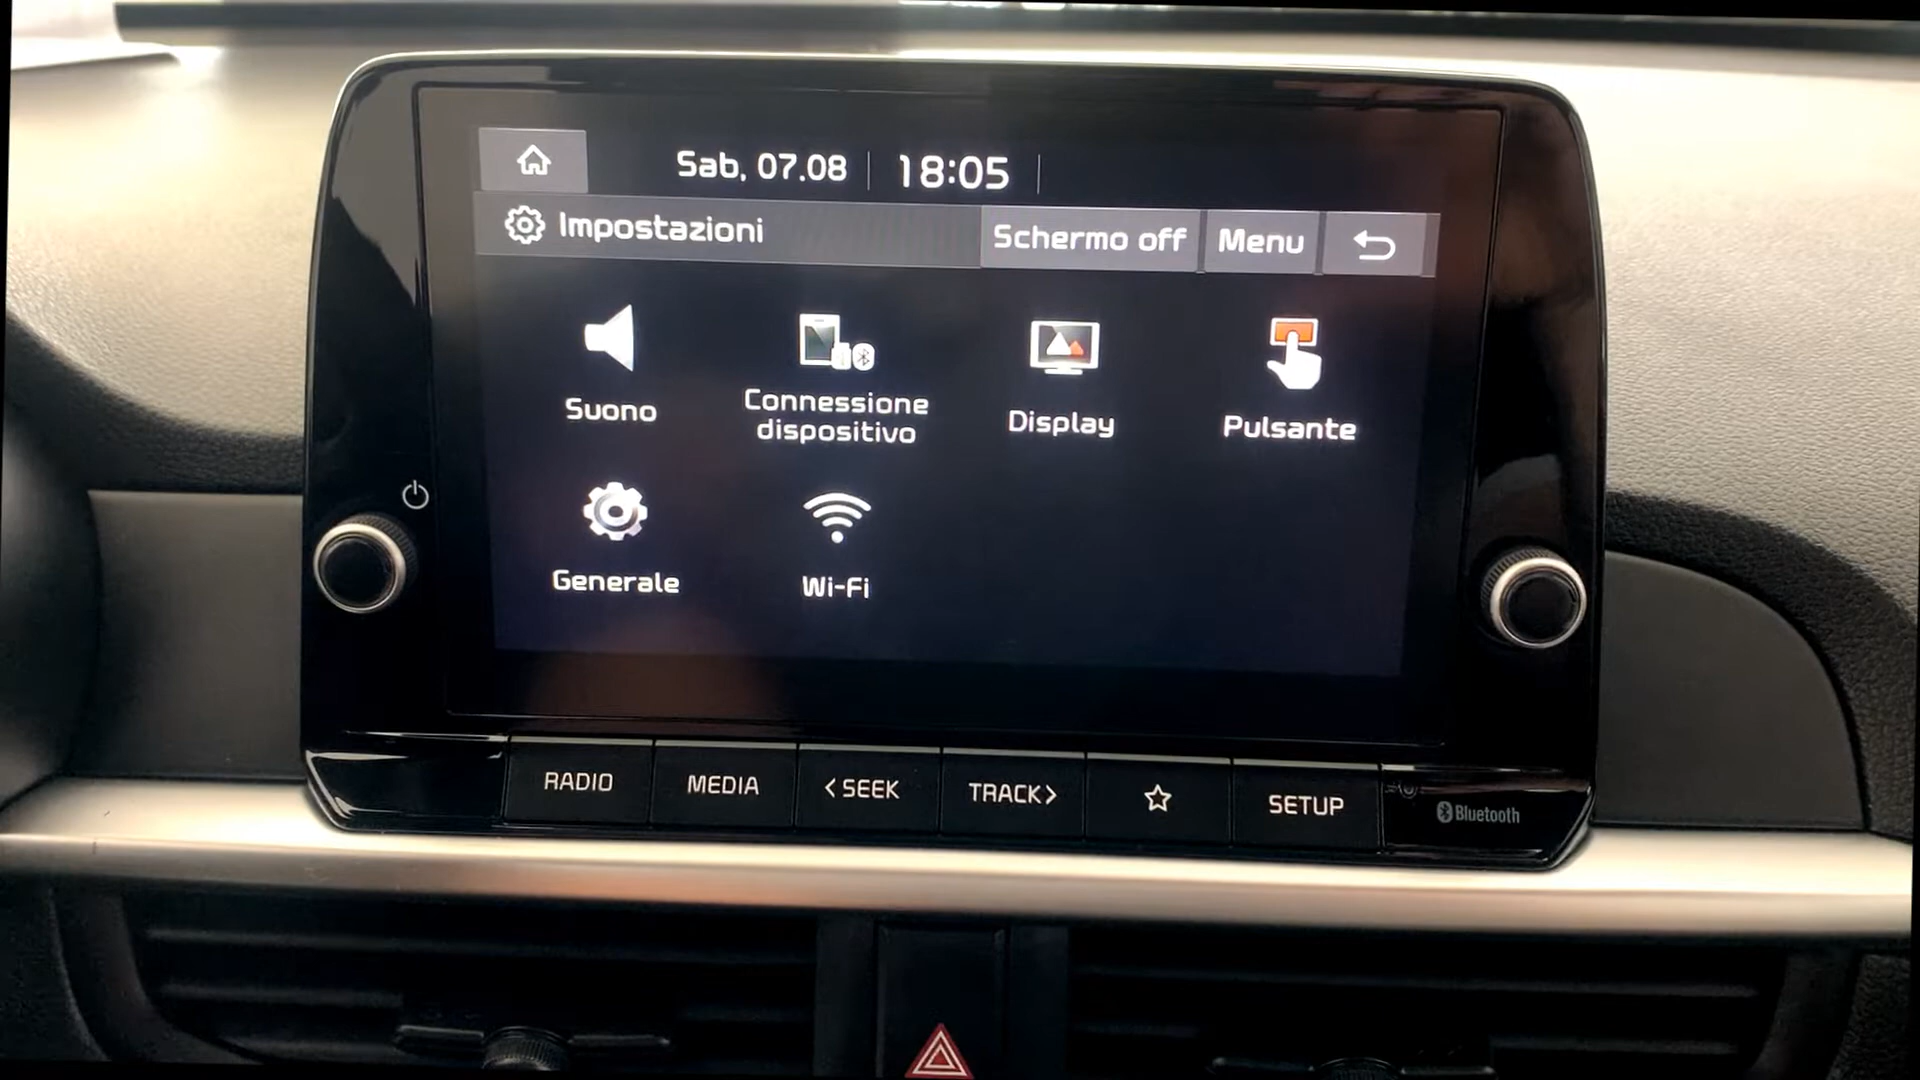 Sab, 07.08
18:05
Impostazioni
Schermo off
Menu
Suono
Connessione
dispositivo
Display
Pulsante
Generale
Wi-Fi
RADIO
MEDIA
<SEEK
TRACK>
SETUP
Bluetooth